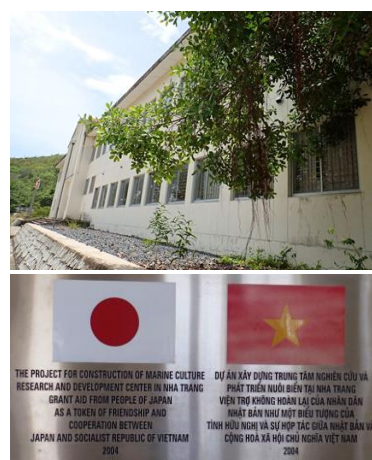 THE PROJECT FOR CONSTRUCTION OF MARINE CULTURE
RESEARCH AND DEVELOPMENT CENTER IN NHA TRANG
GRANT AID FROM PEOPLE OF JAPAN
AS A TOKEN OF FRIENDSHIP AND
COOPERATION BETWEEN
JAPAN AND SOCIALIST REPUBLIC OF VIETNAM
2004
DỰ ÁN XÂY DỰNG TRUNG TÂM NGHIÊN CỨU VÀ
PHÁT TRIỂN NUÔI BIỂN TẠI NHA TRANG
VIỆN TRỢ KHÔNG HOÀN LẠI CỦA NHÂN DÂN
NHẬT BẢN NHƯ MỘT BIỂU TƯỢNG CỦA
TÌNH HỮU NGHỊ VÀ SỰ HỢP TÁC GIỮA NHẬT BẢN VÀ
CỘNG HOÀ XÃ HỘI CHỦ NGHĨA VIỆT NAM
2004